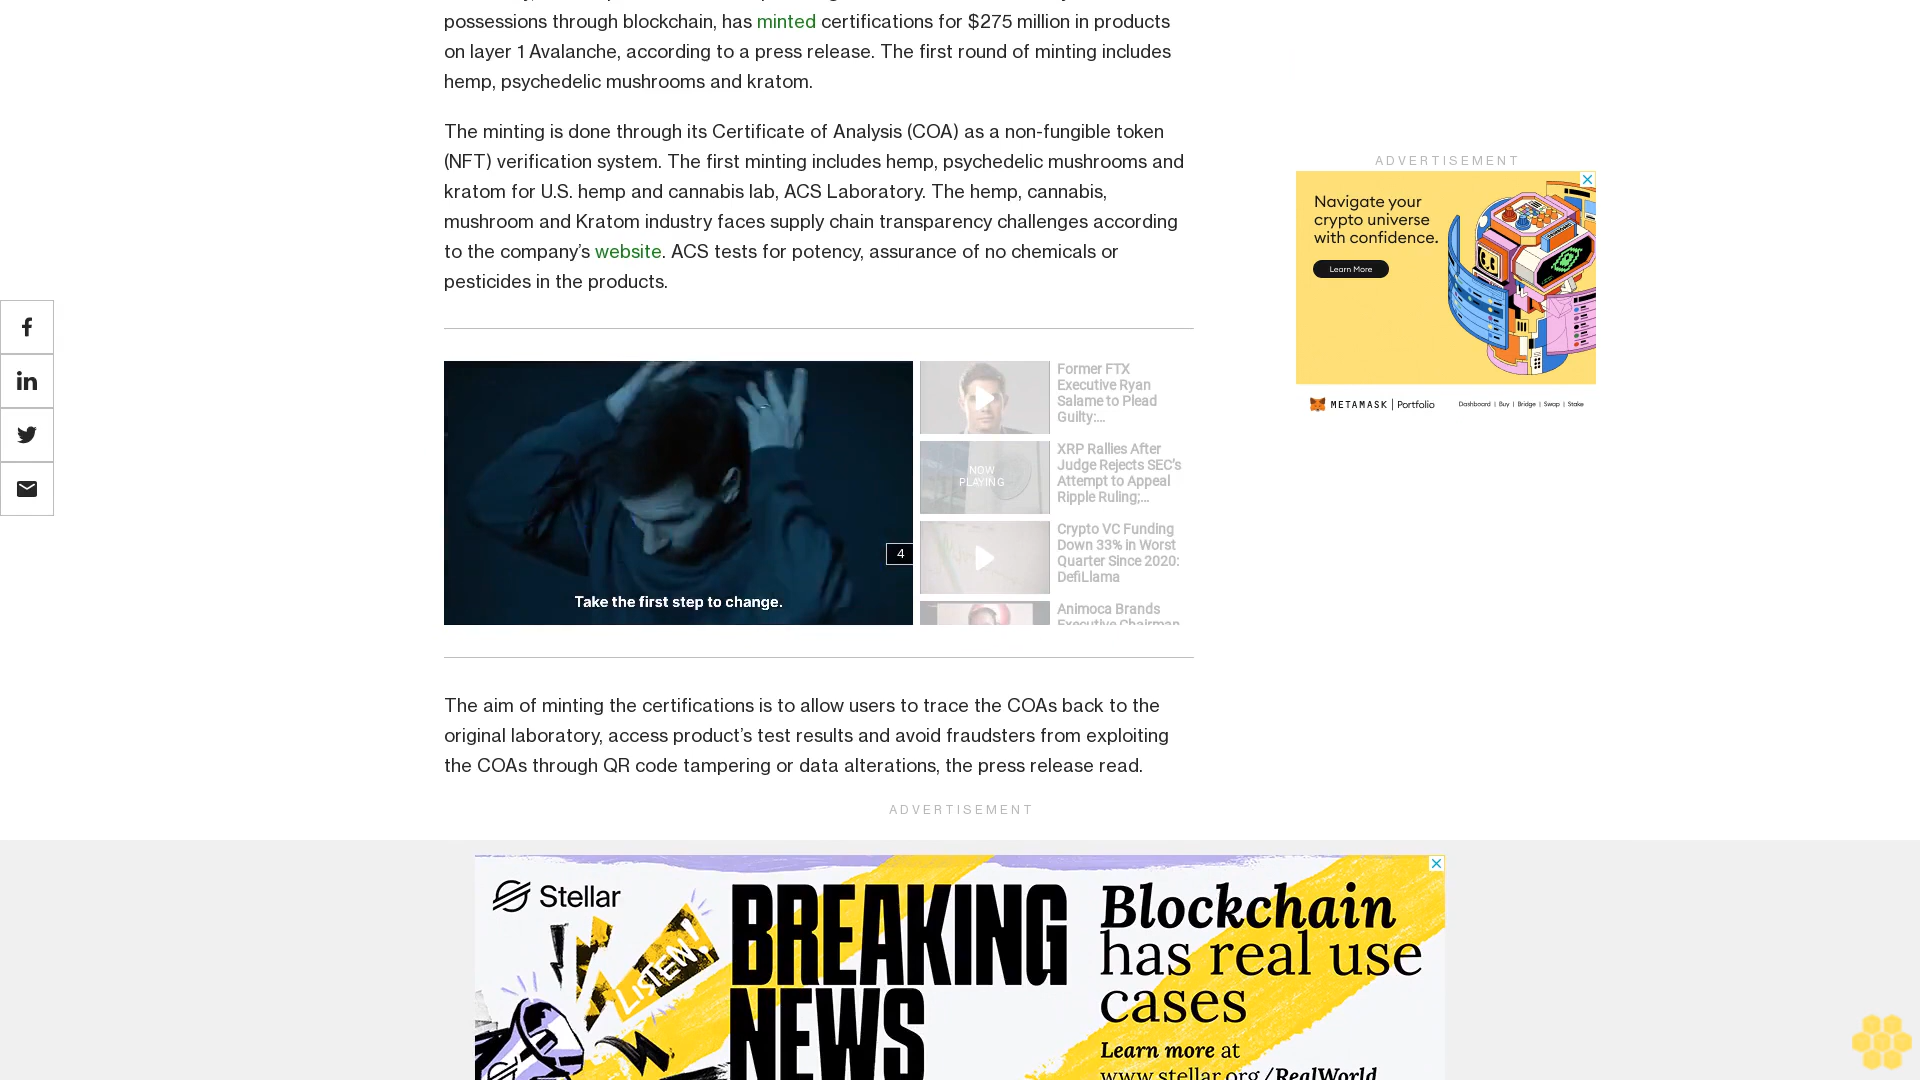 possessions through blockchain, has minted certifications for $275 million in products
on layer 1 Avalanche, according to a press release. The first round of minting includes
hemp, psychedelic mushrooms and kratom.
The minting is done through its Certificate of Analysis (COA) as a non-fungible token
(NFT) verification system. The first minting includes hemp, psychedelic mushrooms and
kratom for U.S. hemp and cannabis lab, ACS Laboratory. The hemp, cannabis,
mushroom and Kratom industry faces supply chain transparency challenges according
to the company’s website. ACS tests for potency, assurance of no chemicals or
pesticides in the products.
Take the first step to change.
4
Former FTX
Executive Ryan
Salame to Plead
Guilty:...
NOW
PLAYING
XRP Rallies After
Judge Rejects SEC's
Attempt to Appeal
Ripple Ruling;...
Crypto VC Funding
Down 33% in Worst
Quarter Since 2020:
DefiLlama
Animoca Brands
Executive Chairman
The aim of minting the certifications is to allow users to trace the COAs back to the
original laboratory, access product’s test results and avoid fraudsters from exploiting
the COAs through QR code tampering or data alterations, the press release read.
ADVERTISEMENT
Navigate your
crypto universe
with confidence.
Learn More
METAMASK | Portfolio
Dashboard | Buy | Bridge | Swap | Stake
ADVERTISEMENT
Stellar
LISTEN!
BREAKING
NEWS
Blockchain
has real use
cases
Learn more at
www.stellar.org/RealWorld